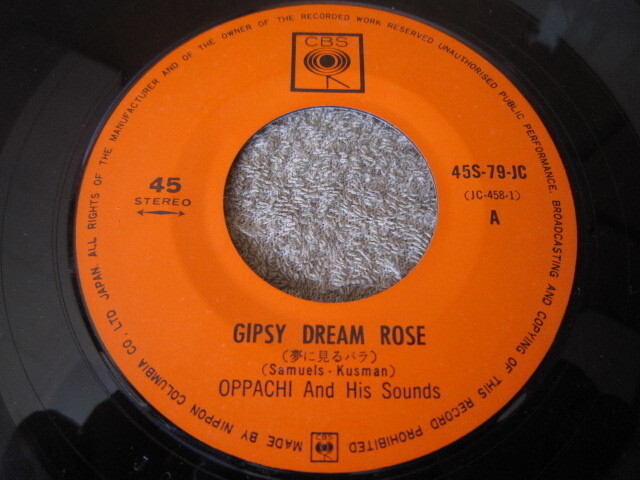 ALL RIGHTS OF THE MANUFACTURER AND OF THE OWNER OF THE RECORDED WORK RESERVED UNAUTHORISED PUBLIC PERFORMANCE, BROADCASTING AND COPYING OF THIS RECORD PROHIBITED
CBS
45
STEREO
45S-79-JC
(JC-458-1)
A
GIPSY DREAM ROSE
(夢に見るバラ)
(Samuels - Kusman)
OPPACHI And His Sounds
CBS
MADE BY NIPPON COLUMBIA CO., LTD JAPAN.